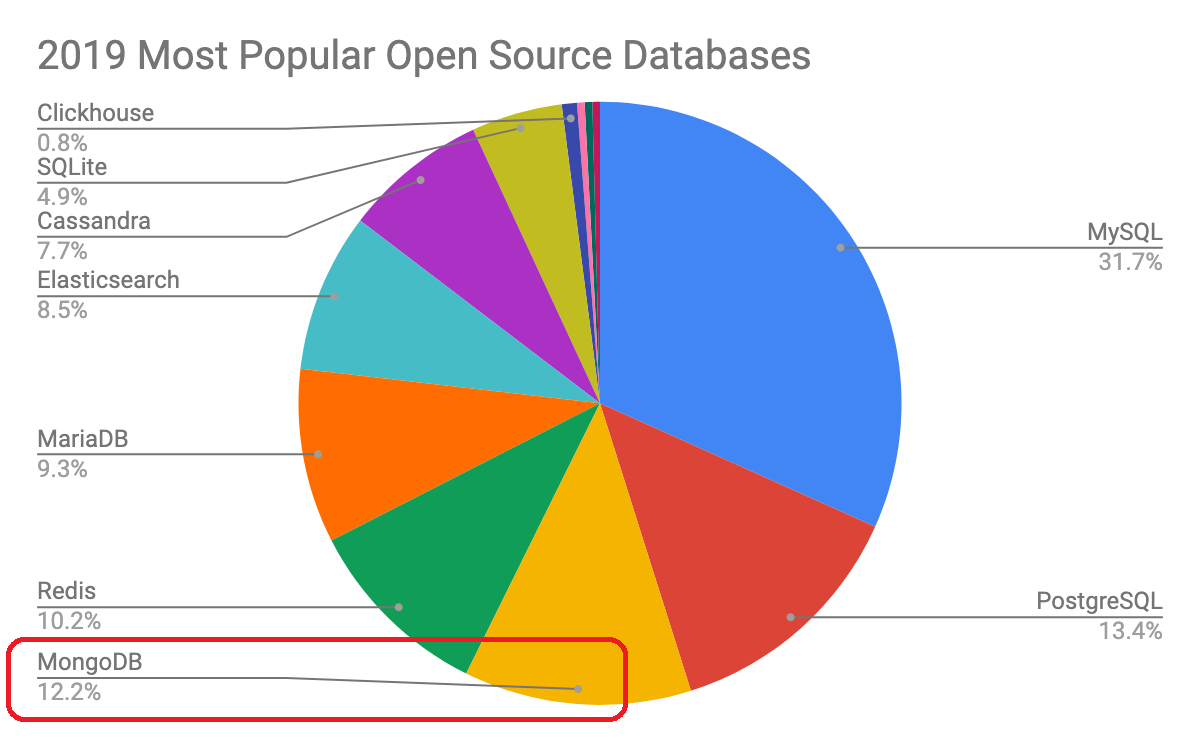 2019 Most Popular Open Source Databases
Clickhouse
0.8%
SQLite
4.9%
Cassandra
7.7%
Elasticsearch
8.5%
MariaDB
9.3%
Redis
10.2%
MongoDB
12.2%
MySQL
31.7%
PostgreSQL
13.4%